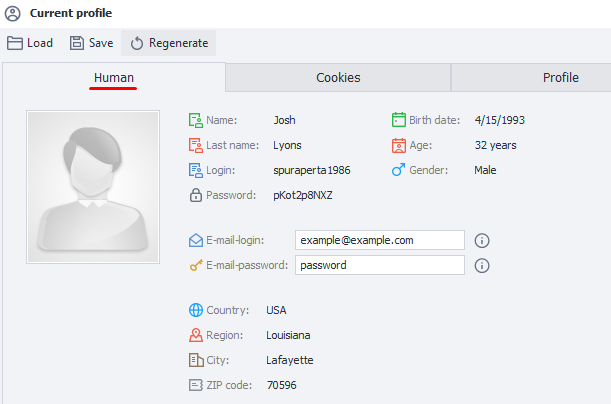 Current profile
Load Save Regenerate
Human Cookies Profile
Name: Josh Birth date: 4/15/1993
Last name: Lyons Age: 32 years
Login: spuraperta1986 Gender: Male
Password: pKot2p8NXZ
E-mail-login: example@example.com
E-mail-password: password
Country: USA
Region: Louisiana
City: Lafayette
ZIP code: 70596